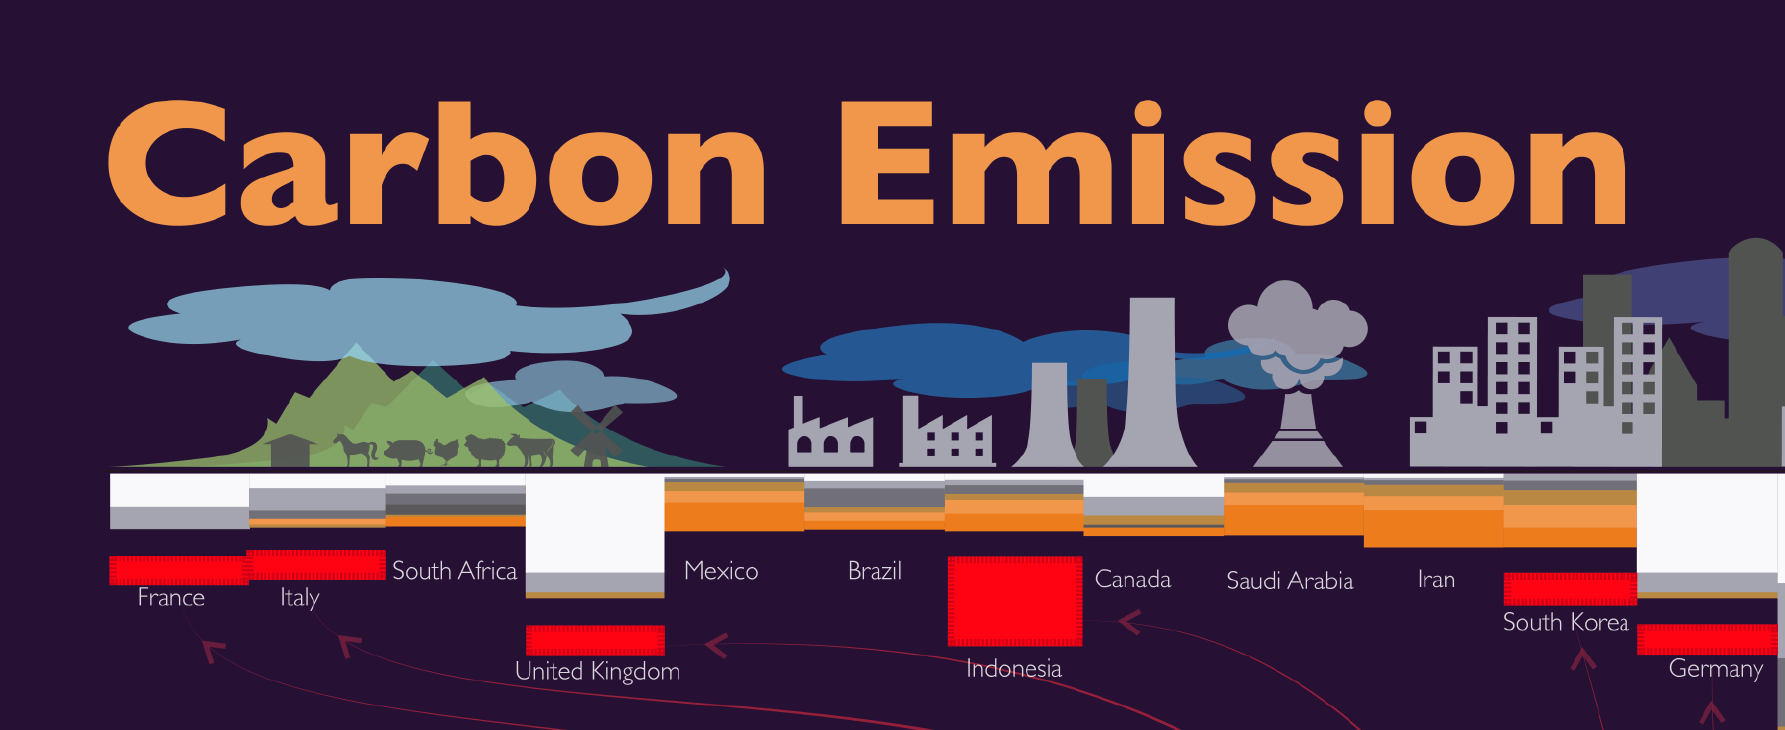 Carbon Emission
France
Italy
South Africa
United Kingdom
Mexico
Brazil
Indonesia
Canada
Saudi Arabia
Iran
South Korea
Germany